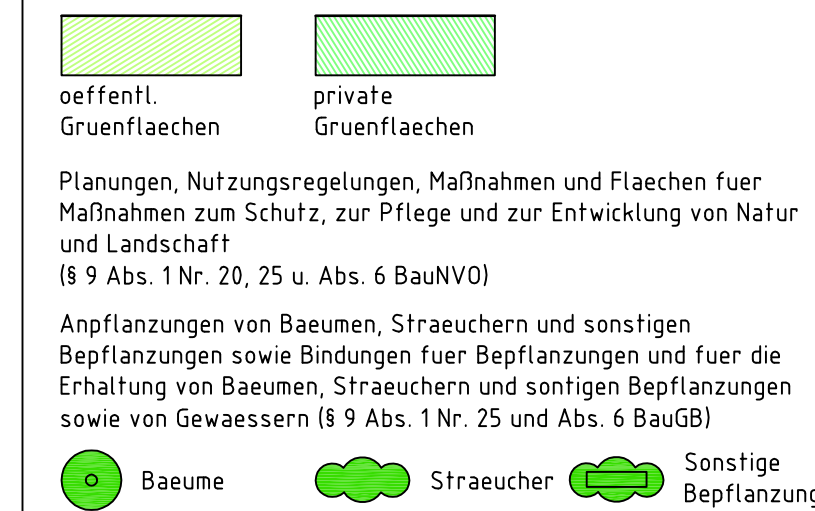 oeffentl.
Gruenflaechen
private
Gruenflaechen
Planungen, Nutzungsregelungen, Maßnahmen und Flaechen fuer
Maßnahmen zum Schutz, zur Pflege und zur Entwicklung von Natur
und Landschaft
(§ 9 Abs. 1 Nr. 20, 25 u. Abs. 6 BauNVO)
Anpflanzungen von Baeumen, Straeuchern und sonstigen
Bepflanzungen sowie Bindungen fuer Bepflanzungen und fuer die
Erhaltung von Baeumen, Straeuchern und sontigen Bepflanzungen
sowie von Gewaessern (§ 9 Abs. 1 Nr. 25 und Abs. 6 BauGB)
Baeume
Straeucher
Sonstige
Bepflanzung